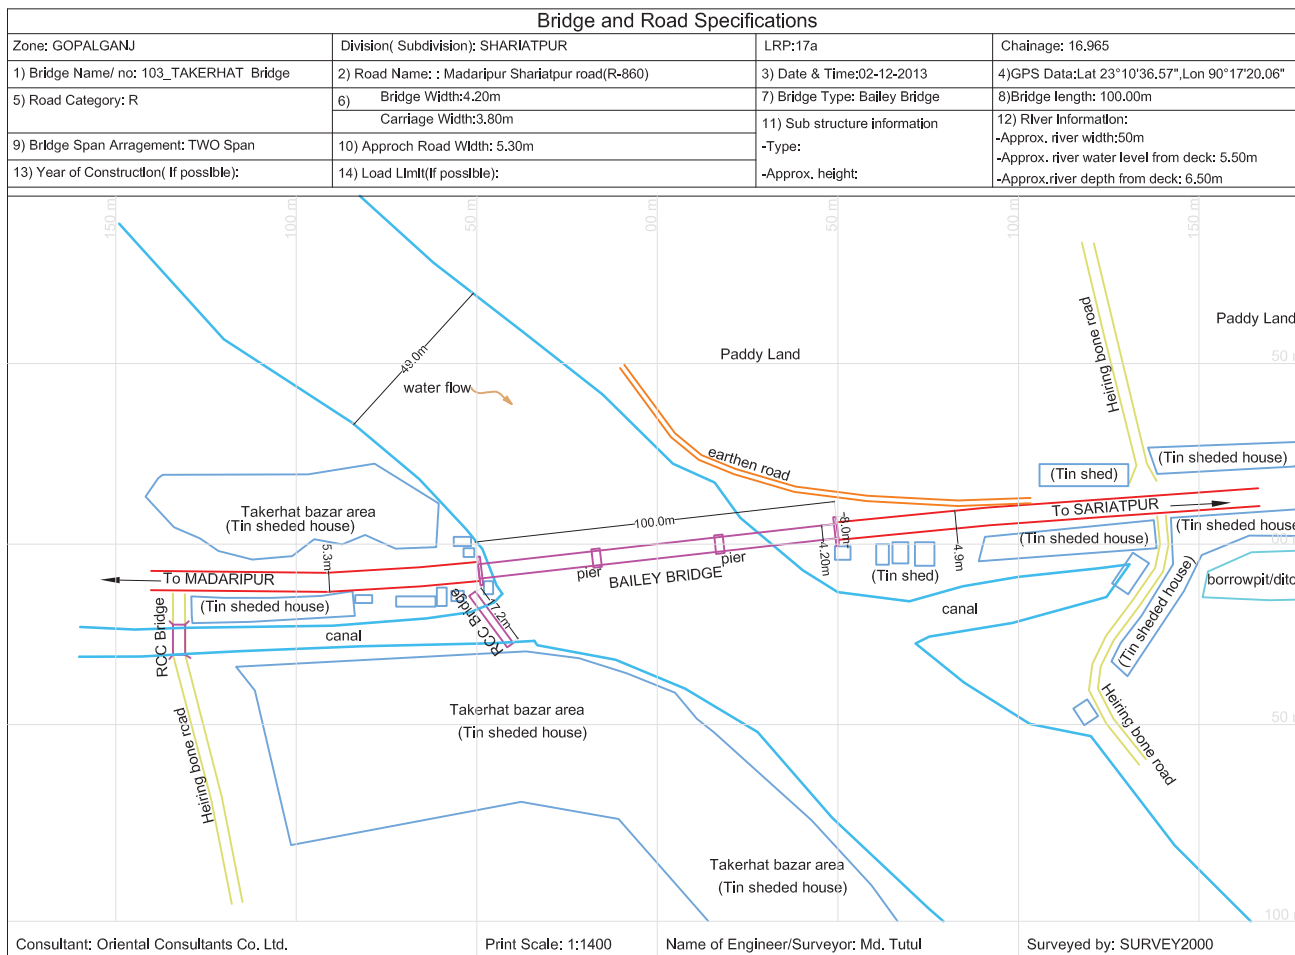 Bridge and Road Specifications
Zone: GOPALGANJ
Division( Subdivision): SHARIATPUR
LRP:17a
Chainage: 16.965
1) Bridge Name/ no: 103_TAKERHAT Bridge
2) Road Name: : Madaripur Shariatpur road(R-860)
3) Date & Time:02-12-2013
4)GPS Data:Lat 23°10'36.57",Lon 90°17'20.06"
5) Road Category: R
6) Bridge Width:4.20m
Carriage Width:3.80m
7) Bridge Type: Bailey Bridge
8)Bridge length: 100.00m
9) Bridge Span Arragement: TWO Span
10) Approch Road Width: 5.30m
11) Sub structure information
-Type:
-Approx. height:
12) River Information:
-Approx. river width:50m
-Approx. river water level from deck: 5.50m
-Approx.river depth from deck: 6.50m
13) Year of Construction( If possible):
14) Load Limit(If possible):
150 m
100 m
50 m
00 m
50 m
100 m
150 m
Heiring bone road
Paddy Land
Paddy Land
50 m
49.0m
water flow
earthen road
(Tin shed)
(Tin sheded house)
Takerhat bazar area
(Tin sheded house)
100.0m
8.0m
To SARIATPUR
(Tin sheded house)
(Tin sheded house
5.3m
4.20m
4.9m
pier
pier
BAILEY BRIDGE
(Tin shed)
To MADARIPUR
borrowpit/ditc
(Tin sheded house)
17.2m
RCC Bridge
canal
canal
RCC Bridge
(Tin sheded house)
Heiring bone road
Takerhat bazar area
(Tin sheded house)
50 m
Heiring bone road
Takerhat bazar area
(Tin sheded house)
100 m
Consultant: Oriental Consultants Co. Ltd.
Print Scale: 1:1400
Name of Engineer/Surveyor: Md. Tutul
Surveyed by: SURVEY2000